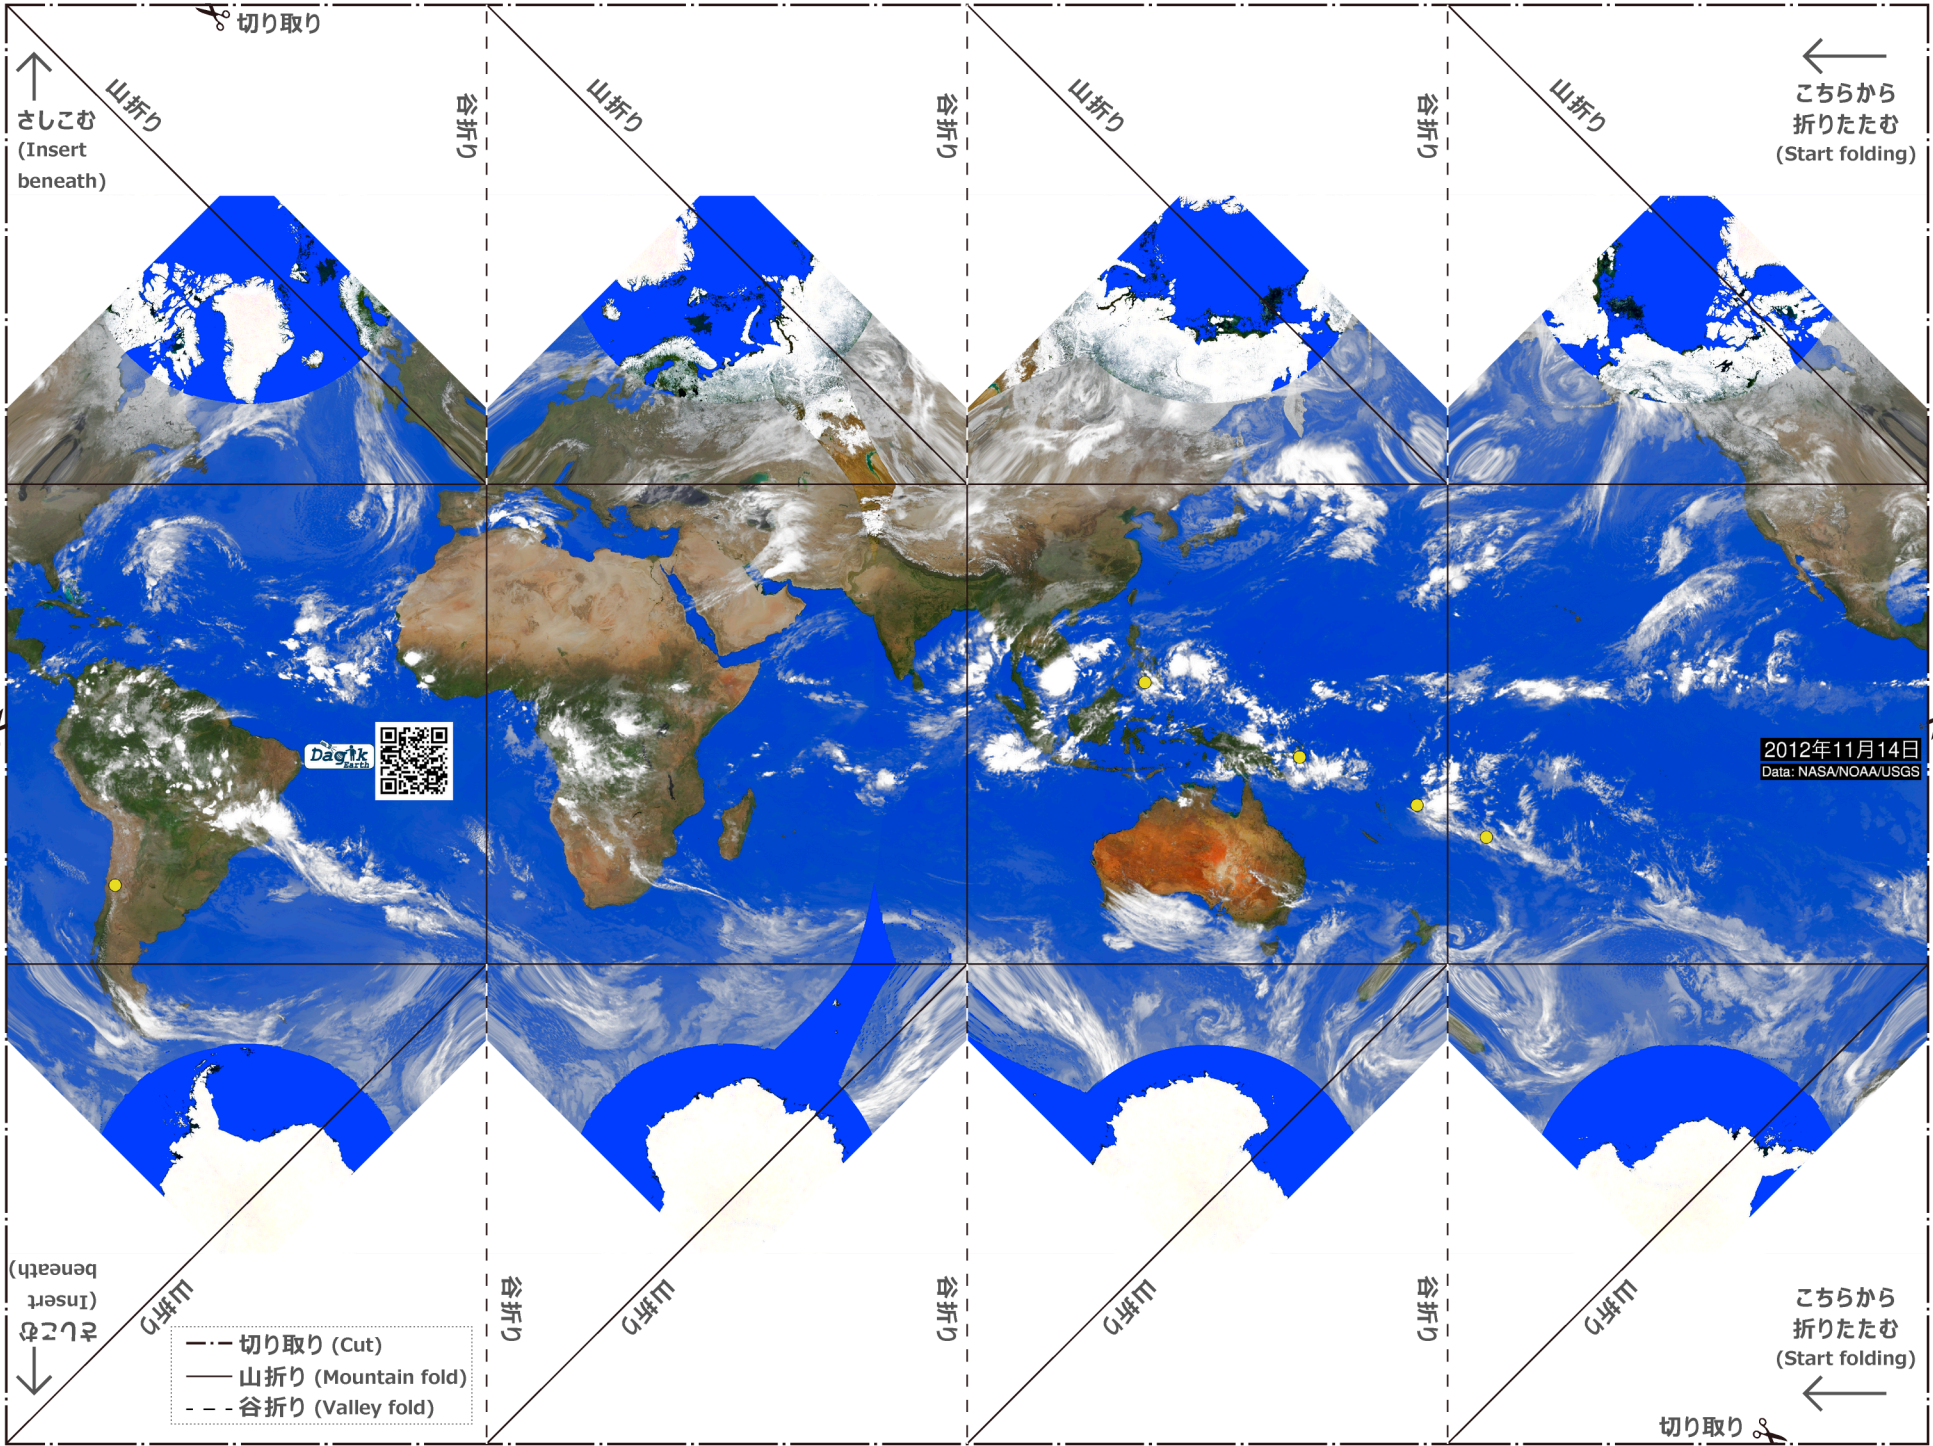 切り取り
山折り
谷折り
山折り
谷折り
山折り
谷折り
山折り
さしこむ
(Insert
beneath)
こちらから
折りたたむ
(Start folding)
Dagik
Earth
2012年11月14日
Data: NASA/NOAA/USGS
さしこむ
(Insert
beneath)
山折り
谷折り
山折り
谷折り
山折り
谷折り
山折り
切り取り (Cut)
山折り (Mountain fold)
谷折り (Valley fold)
こちらから
折りたたむ
(Start folding)
切り取り